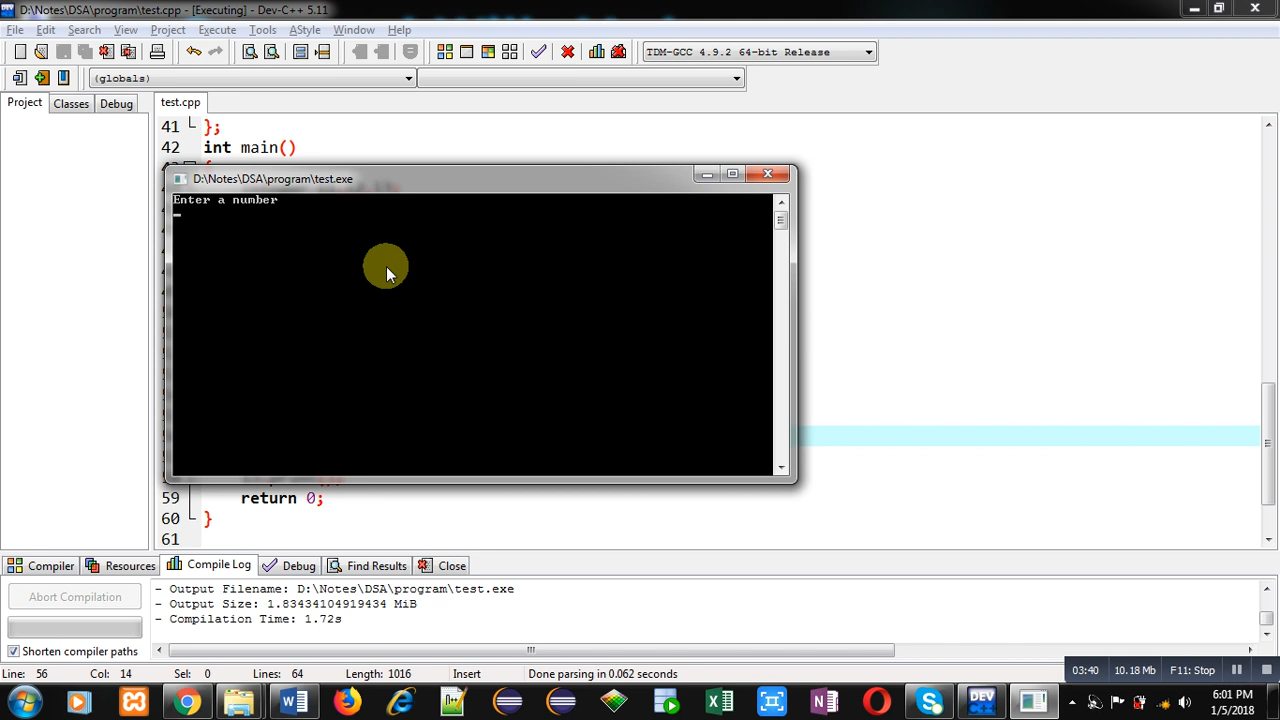 D:\Notes\DSA\program\test.cpp - [Executing] - Dev-C++ 5.11
File Edit Search View Project Execute Tools AStyle Window Help
TDM-GCC 4.9.2 64-bit Release
(globals)
Project Classes Debug
test.cpp
41 };
42 int main()
D:\Notes\DSA\program\test.exe
Enter a number
59 return 0;
60 }
61
Compiler Resources Compile Log Debug Find Results Close
Abort Compilation
- Output Filename: D:\Notes\DSA\program\test.exe
- Output Size: 1.83434104919434 MiB
- Compilation Time: 1.72s
Shorten compiler paths
Line: 56 Col: 14 Sel: 0 Lines: 64 Length: 1016 Insert Done parsing in 0.062 seconds
03:40 10.18 Mb F11: Stop
6:01 PM
1/5/2018